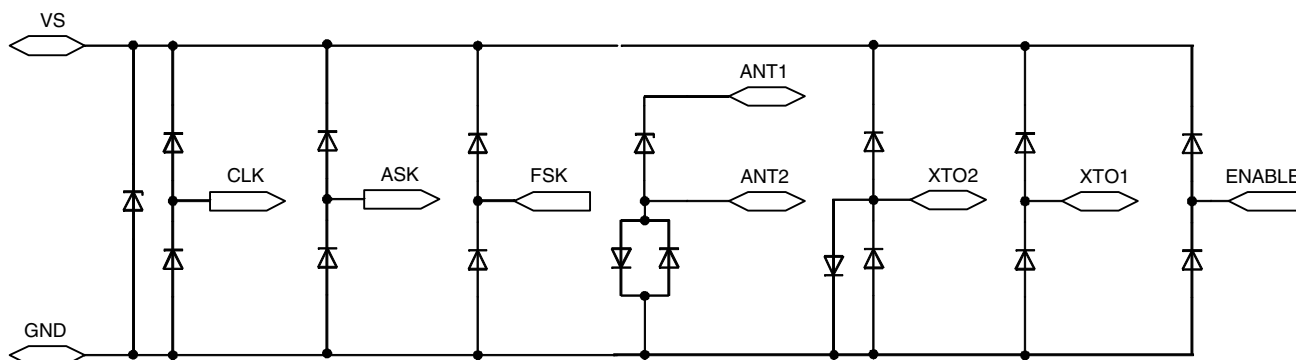 VS
ANT1
CLK
ASK
FSK
ANT2
XTO2
XTO1
ENABLE
GND